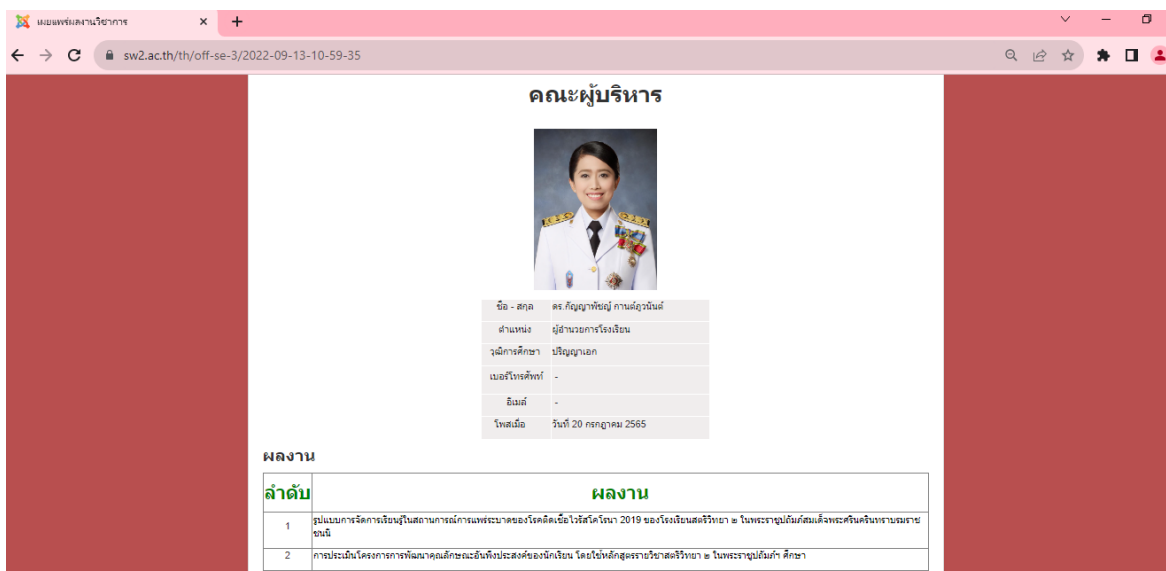 เผยแพร่ผลงานวิชาการ
sw2.ac.th/th/off-se-3/2022-09-13-10-59-35
คณะผู้บริหาร
ชื่อ - สกุล ดร.กัญญาพัชญ์ กานต์ภูวนันต์
ตำแหน่ง ผู้อำนวยการโรงเรียน
วุฒิการศึกษา ปริญญาเอก
เบอร์โทรศัพท์ -
อีเมล์ -
โพสเมื่อ วันที่ 20 กรกฎาคม 2565
ผลงาน
ลำดับ ผลงาน
1 รูปแบบการจัดการเรียนรู้ในสถานการณ์การแพร่ระบาดของโรคติดเชื้อไวรัสโคโรนา 2019 ของโรงเรียนสตรีวิทยา ๒ ในพระราชูปถัมภ์สมเด็จพระศรีนครินทราบรมราช
ชนนี
2 การประเมินโครงการการพัฒนาคุณลักษณะอันพึงประสงค์ของนักเรียน โดยใช้หลักสูตรรายวิชาสตรีวิทยา ๒ ในพระราชูปถัมภ์ฯ ศึกษา